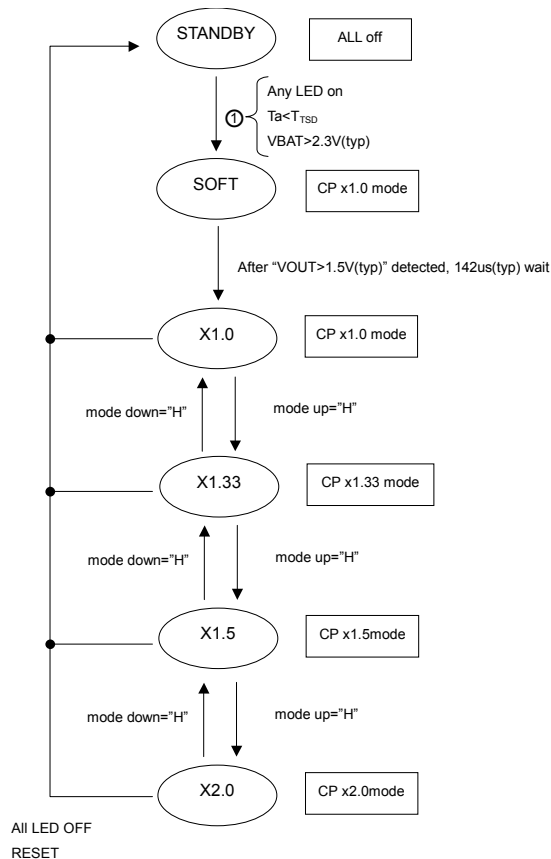 STANDBY
ALL off
①
Any LED on
Ta<TTSD
VBAT>2.3V(typ)
SOFT
CP x1.0 mode
After “VOUT>1.5V(typ)” detected, 142us(typ) wait
X1.0
CP x1.0 mode
mode down=”H”
mode up=”H”
X1.33
CP x1.33 mode
mode down=”H”
mode up=”H”
X1.5
CP x1.5mode
mode down=”H”
mode up=”H”
X2.0
CP x2.0mode
All LED OFF
RESET